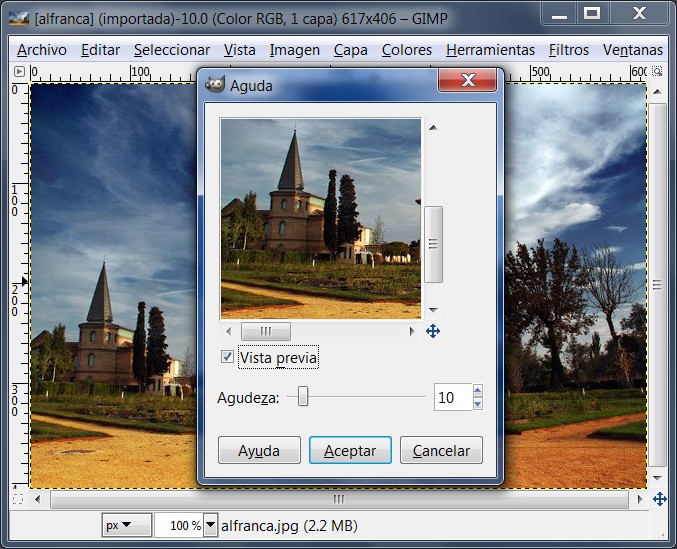 [alfranca] (importada)-10.0 (Color RGB, 1 capa) 617x406 – GIMP
Archivo Editar Seleccionar Vista Imagen Capa Colores Herramientas Filtros Ventanas
0 100 500 600
0
100
200
300
4
Aguda
Vista previa
Agudeza: 10
Ayuda Aceptar Cancelar
px 100 % alfranca.jpg (2.2 MB)